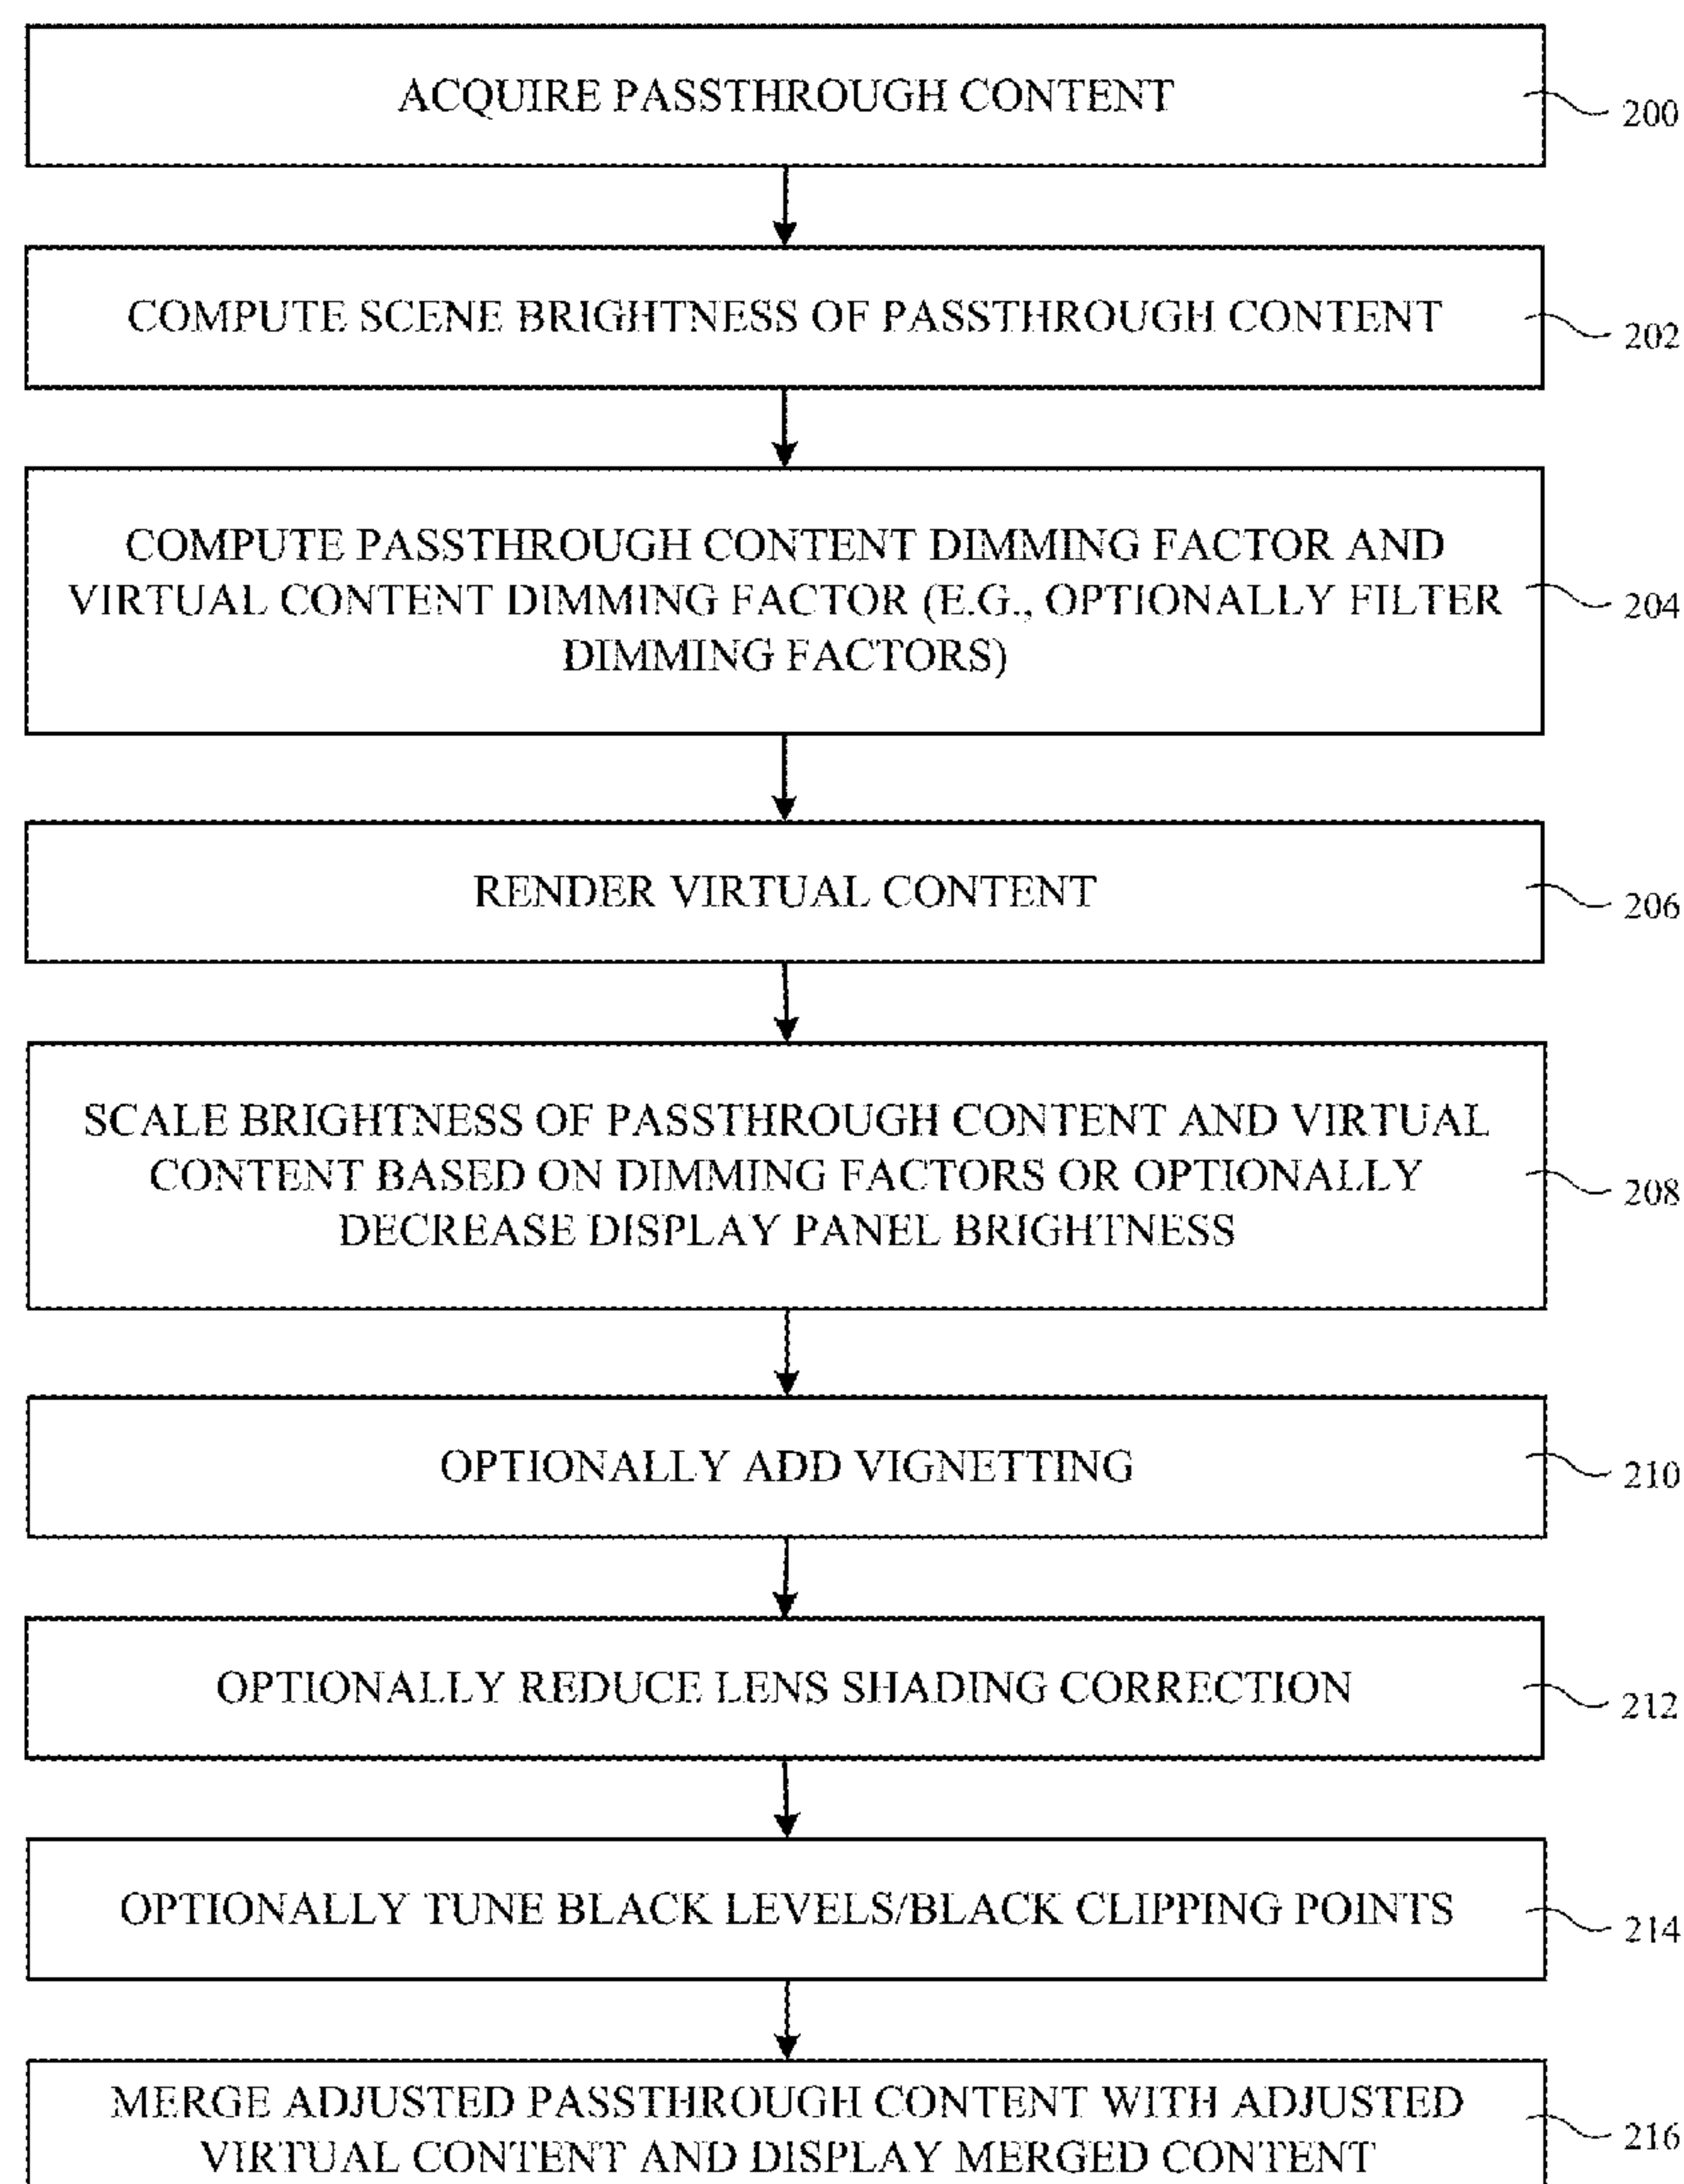 ACQUIRE PASSTHROUGH CONTENT
200
COMPUTE SCENE BRIGHTNESS OF PASSTHROUGH CONTENT
202
COMPUTE PASSTHROUGH CONTENT DIMMING FACTOR AND
VIRTUAL CONTENT DIMMING FACTOR (E.G., OPTIONALLY FILTER
DIMMING FACTORS)
204
RENDER VIRTUAL CONTENT
206
SCALE BRIGHTNESS OF PASSTHROUGH CONTENT AND VIRTUAL
CONTENT BASED ON DIMMING FACTORS OR OPTIONALLY
DECREASE DISPLAY PANEL BRIGHTNESS
208
OPTIONALLY ADD VIGNETTING
210
OPTIONALLY REDUCE LENS SHADING CORRECTION
212
OPTIONALLY TUNE BLACK LEVELS/BLACK CLIPPING POINTS
214
MERGE ADJUSTED PASSTHROUGH CONTENT WITH ADJUSTED
VIRTUAL CONTENT AND DISPLAY MERGED CONTENT
216